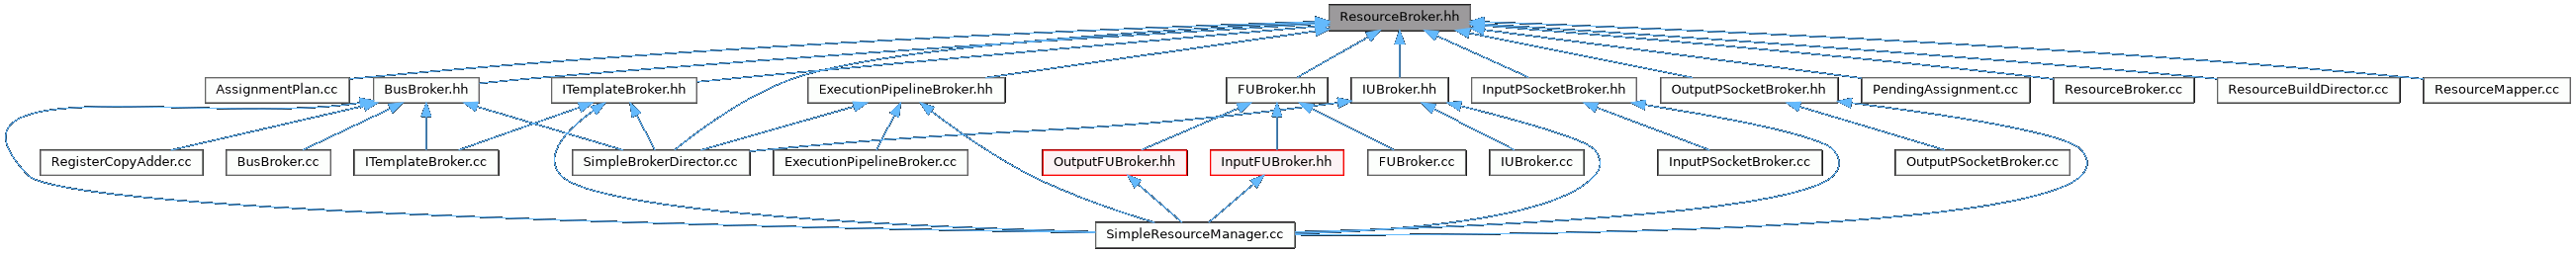 ResourceBroker.hh
AssignmentPlan.cc
BusBroker.hh
ITemplateBroker.hh
ExecutionPipelineBroker.hh
FUBroker.hh
IUBroker.hh
InputPSocketBroker.hh
OutputPSocketBroker.hh
PendingAssignment.cc
ResourceBroker.cc
ResourceBuildDirector.cc
ResourceMapper.cc
RegisterCopyAdder.cc
BusBroker.cc
ITemplateBroker.cc
SimpleBrokerDirector.cc
ExecutionPipelineBroker.cc
OutputFUBroker.hh
InputFUBroker.hh
FUBroker.cc
IUBroker.cc
InputPSocketBroker.cc
OutputPSocketBroker.cc
SimpleResourceManager.cc